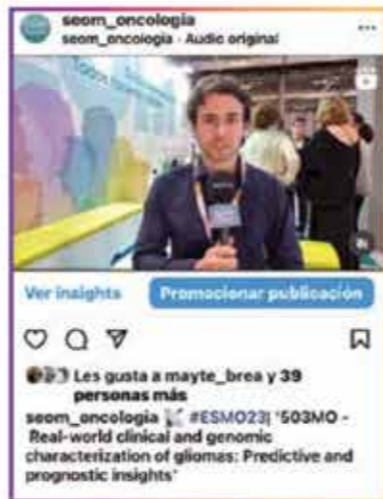 seom_oncologia
seom_oncologia · Audio original
Ver insights
Promocionar publicación
Les gusta a mayte_brea y 39
personas más
seom_oncologia #ESMO23| '503MO -
Real-world clinical and genomic
characterization of gliomas: Predictive and
prognostic insights'